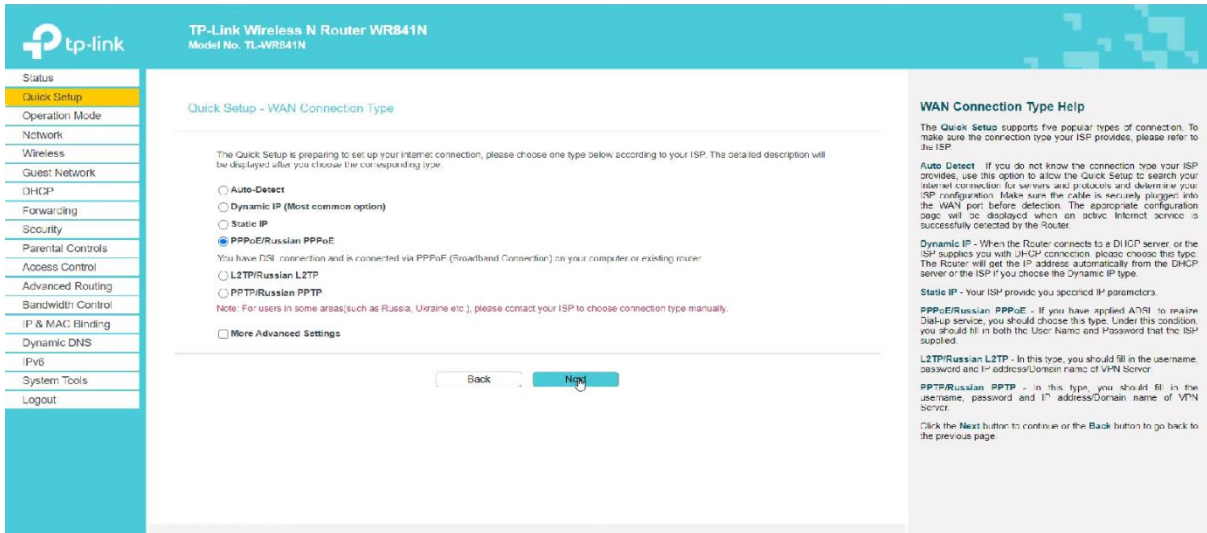 tp-link
TP-Link Wireless N Router WR841N
Model No. TL-WR841N
Status
Quick Setup
Operation Mode
Network
Wireless
Guest Network
DHCP
Forwarding
Security
Parental Controls
Access Control
Advanced Routing
Bandwidth Control
IP & MAC Binding
Dynamic DNS
IPv6
System Tools
Logout
Quick Setup - WAN Connection Type
The Quick Setup is preparing to set up your internet connection, please choose one type below according to your ISP. The detailed description will
be displayed after you choose the corresponding type.
Auto-Detect
Dynamic IP (Most common option)
Static IP
PPPoE/Russian PPPoE
You have DSL connection and is connected via PPPoE (Broadband Connection) on your computer or existing router
L2TP/Russian L2TP
PPTP/Russian PPTP
Note: For users in some areas(such as Russia, Ukraine etc.), please contact your ISP to choose connection type manually.
More Advanced Settings
Back
Next
WAN Connection Type Help
The Quick Setup supports five popular types of connection. To
make sure the connection type your ISP provides, please refer to
the ISP.
Auto Detect If you do not know the connection type your ISP
provides, use this option to allow the Quick Setup to search your
Internet connection for servers and protocols and determine your
ISP configuration. Make sure the cable is securely plugged into
the WAN port before detection. The appropriate configuration
page will be displayed when an active Internet service is
successfully detected by the Router.
Dynamic IP - When the Router connects to a DHCP server, or the
ISP supplies you with DHCP connection, please choose this type.
The Router will get the IP address automatically from the DHCP
server or the ISP if you choose the Dynamic IP type.
Static IP - Your ISP provide you specified IP parameters.
PPPoE/Russian PPPoE - If you have applied ADSL to realize
Dial-up service, you should choose this type. Under this condition,
you should fill in both the User Name and Password that the ISP
supplied.
L2TP/Russian L2TP - In this type, you should fill in the username,
password and IP address/Domain name of VPN Server
PPTP/Russian PPTP - In this type, you should fill in the
username, password and IP address/Domain name of VPN
Server.
Click the Next button to continue or the Back button to go back to
the previous page.